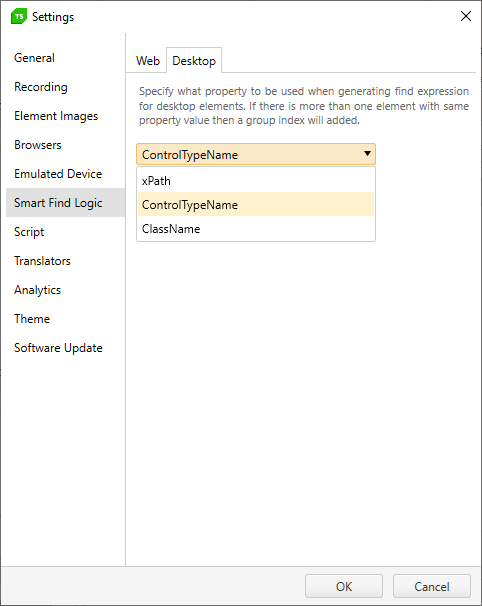 TS Settings
General
Recording
Element Images
Browsers
Emulated Device
Smart Find Logic
Script
Translators
Analytics
Theme
Software Update
Web Desktop
Specify what property to be used when generating find expression
for desktop elements. If there is more than one element with same
property value then a group index will added.
ControlTypeName
xPath
ControlTypeName
ClassName
OK Cancel